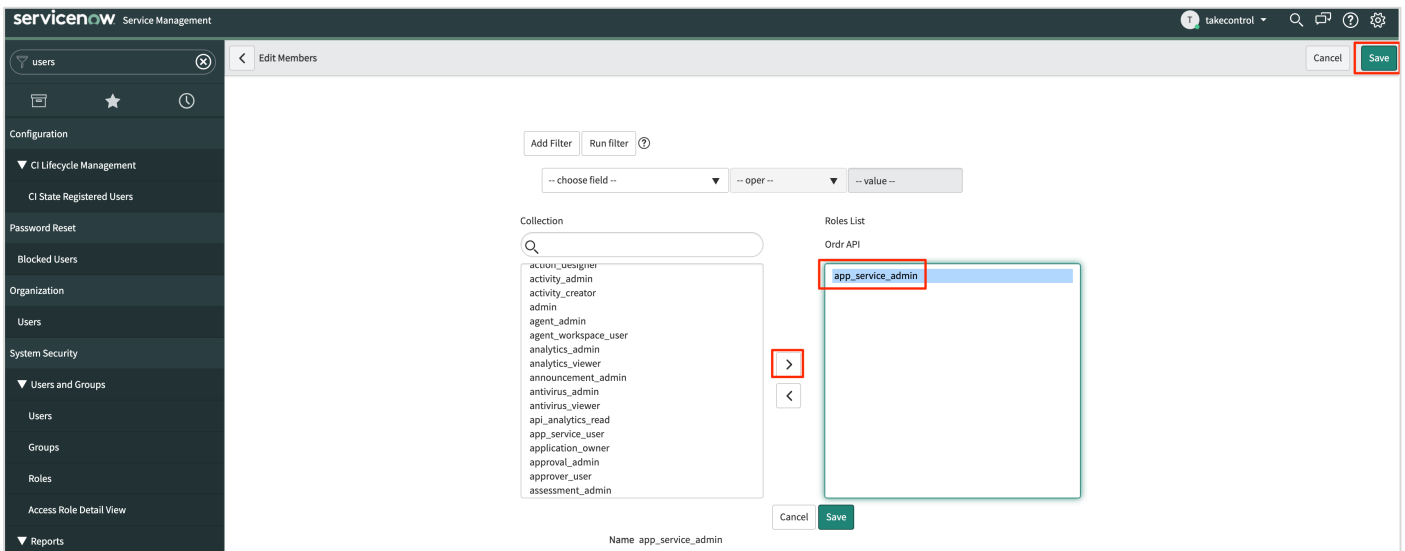 servicenow Service Management
T takecontrol
users
Edit Members
Cancel
Save
Configuration
CI Lifecycle Management
CI State Registered Users
Password Reset
Blocked Users
Organization
Users
System Security
Users and Groups
Users
Groups
Roles
Access Role Detail View
Reports
Add Filter
Run filter
?
-- choose field --
-- oper --
-- value --
Collection
action_designer
activity_admin
activity_creator
admin
agent_admin
agent_workspace_user
analytics_admin
analytics_viewer
announcement_admin
antivirus_admin
antivirus_viewer
api_analytics_read
app_service_user
application_owner
approval_admin
approver_user
assessment_admin
>
<
Roles List
Ordr API
app_service_admin
Cancel
Save
Name app_service_admin